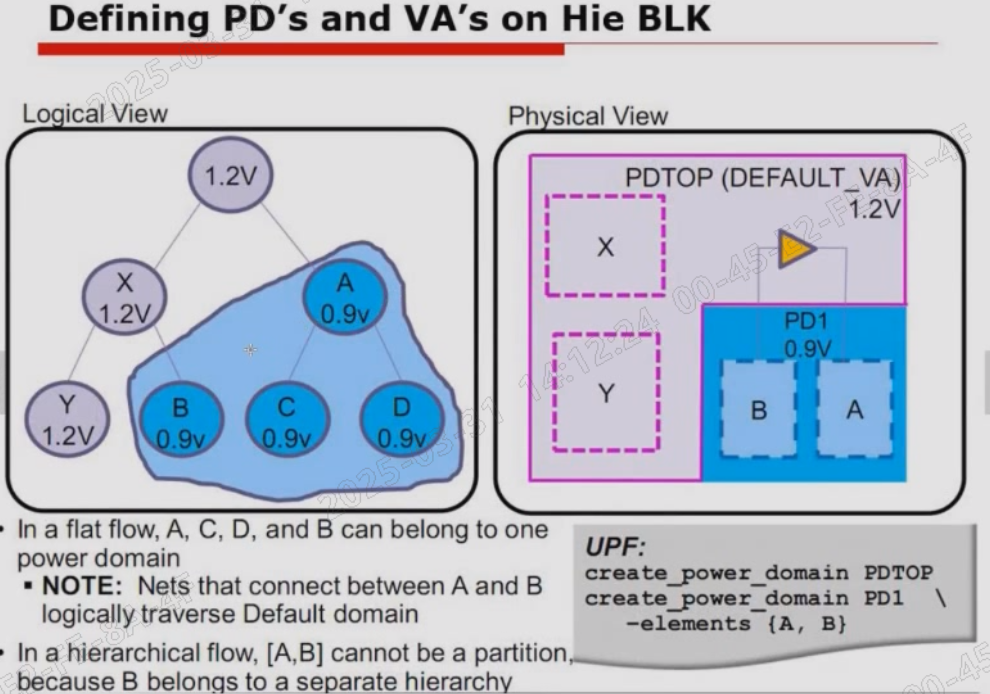 Defining PD's and VA's on Hie BLK
Logical View
1.2V
X
1.2V
A
0.9v
Y
1.2V
B
0.9v
C
0.9v
D
0.9v
Physical View
PDTOP (DEFAULT_VA)
1.2V
X
Y
PD1
0.9V
B
A
• In a flat flow, A, C, D, and B can belong to one
power domain
▪ NOTE: Nets that connect between A and B
logically traverse Default domain
• In a hierarchical flow, [A,B] cannot be a partition,
because B belongs to a separate hierarchy
UPF:
create_power_domain PDTOP
create_power_domain PD1 \
-elements {A, B}
2025-03-31 14:12:24 00-45-E2-FE-8A-4F